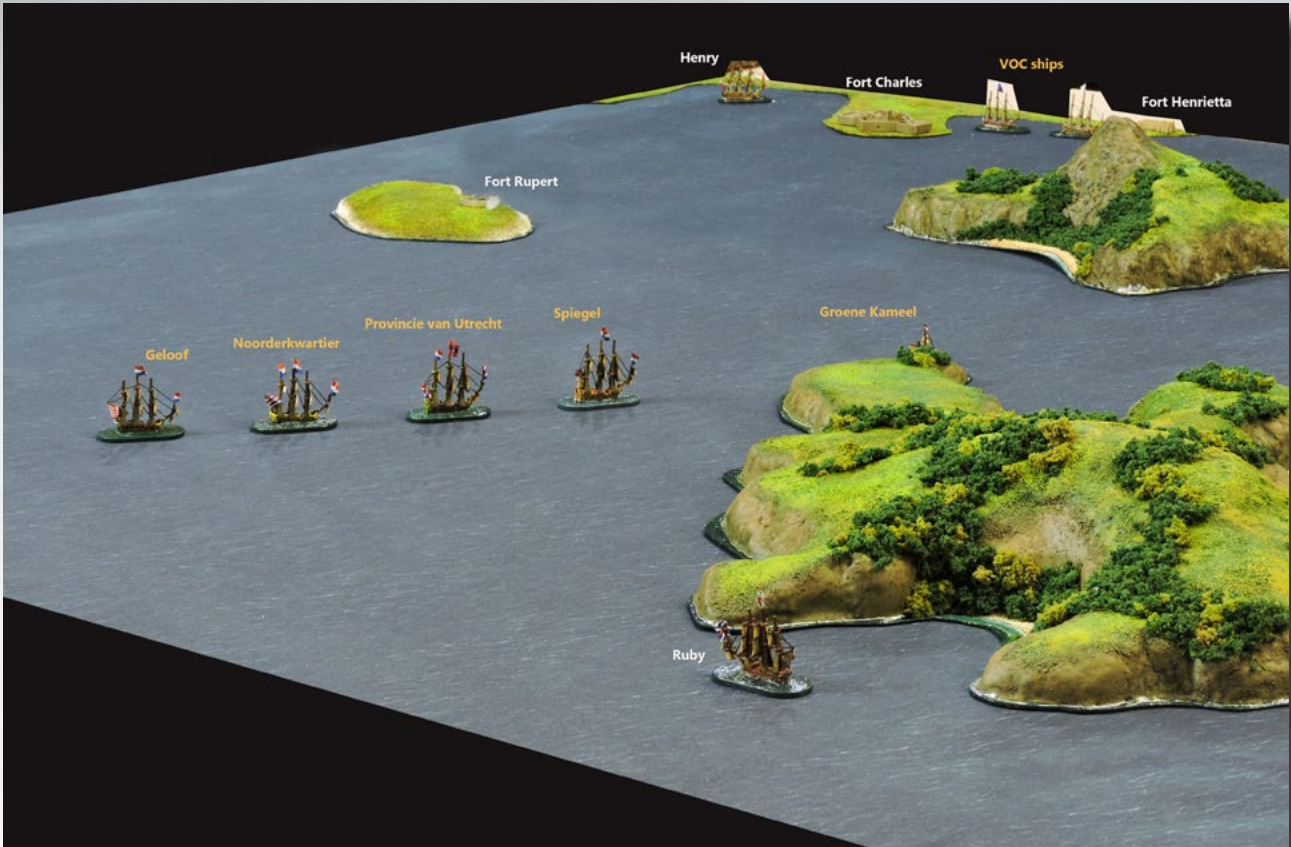 Henry
VOC ships
Fort Charles
Fort Henrietta
Fort Rupert
Spiegel
Groene Kameel
Provincie van Utrecht
Noorderkwartier
Geloof
Ruby